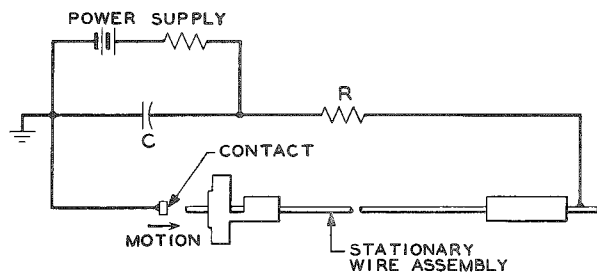 POWER SUPPLY
R
C
CONTACT
MOTION
STATIONARY
WIRE ASSEMBLY